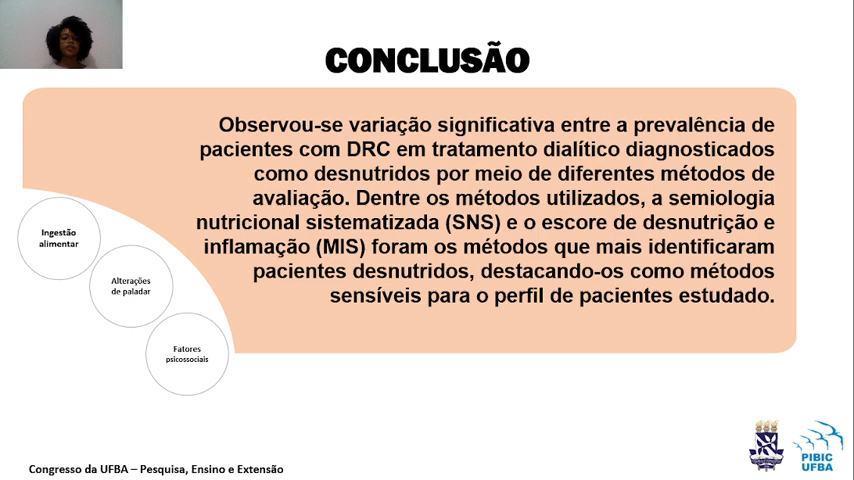 CONCLUSÃO
Observou-se variação significativa entre a prevalência de
pacientes com DRC em tratamento dialítico diagnosticados
como desnutridos por meio de diferentes métodos de
avaliação. Dentre os métodos utilizados, a semiologia
nutricional sistematizada (SNS) e o escore de desnutrição e
inflamação (MIS) foram os métodos que mais identificaram
pacientes desnutridos, destacando-os como métodos
sensíveis para o perfil de pacientes estudado.
Ingestão
alimentar
Alterações
de paladar
Fatores
psicossociais
Congresso da UFBA – Pesquisa, Ensino e Extensão
PIBIC
UFBA